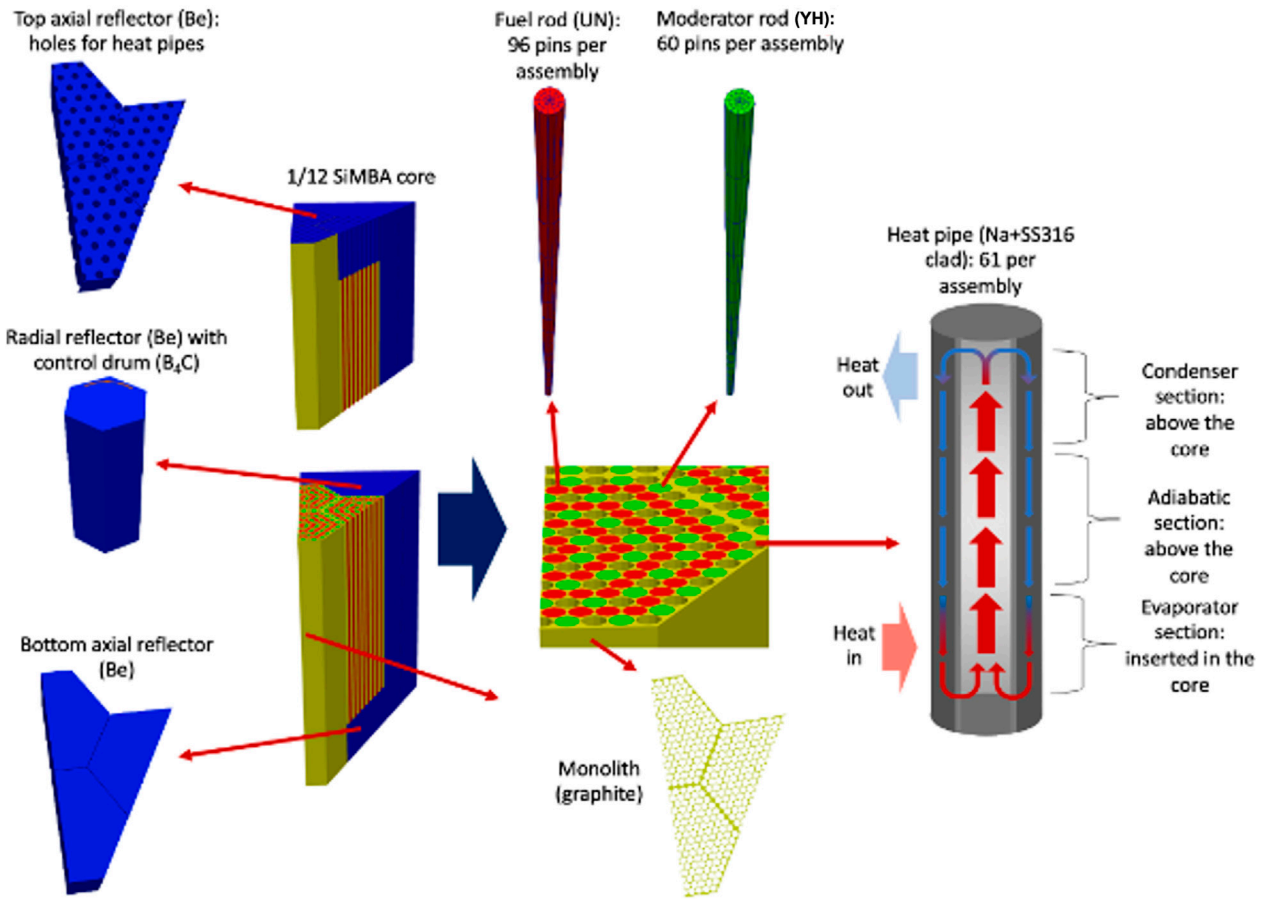 Top axial reflector (Be):
holes for heat pipes
Fuel rod (UN):
96 pins per
assembly
Moderator rod (YH):
60 pins per assembly
1/12 SiMBA core
Heat pipe (Na+SS316
clad): 61 per
assembly
Radial reflector (Be) with
control drum (B₄C)
Heat
out
Condenser
section:
above the
core
Adiabatic
section:
above the
core
Heat
in
Evaporator
section:
inserted in the
core
Bottom axial reflector
(Be)
Monolith
(graphite)